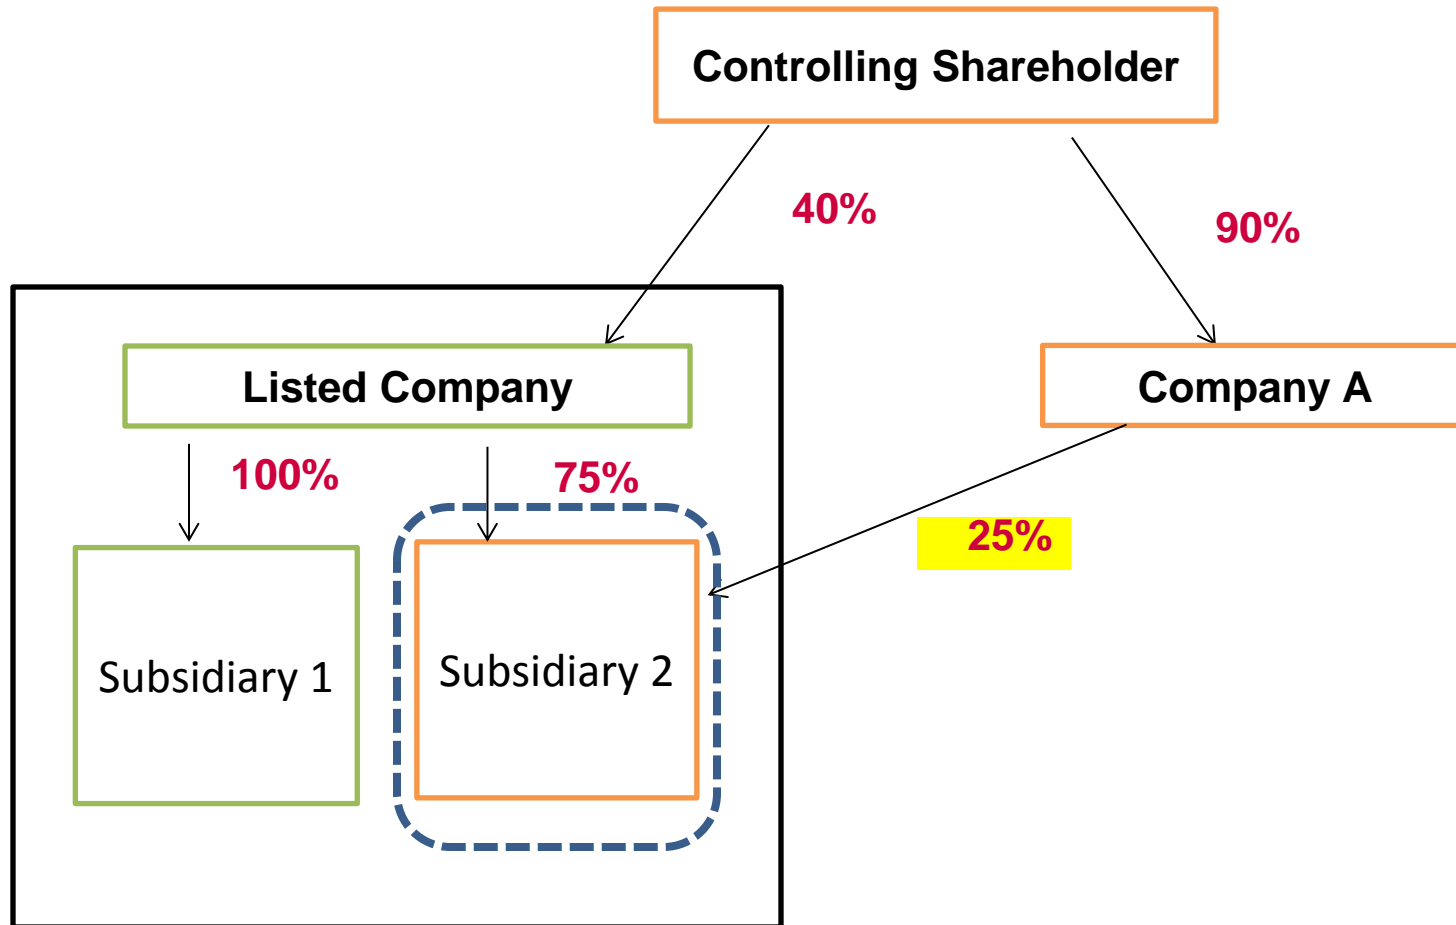 Controlling Shareholder
40%
90%
Listed Company
Company A
100%
75%
25%
Subsidiary 1
Subsidiary 2